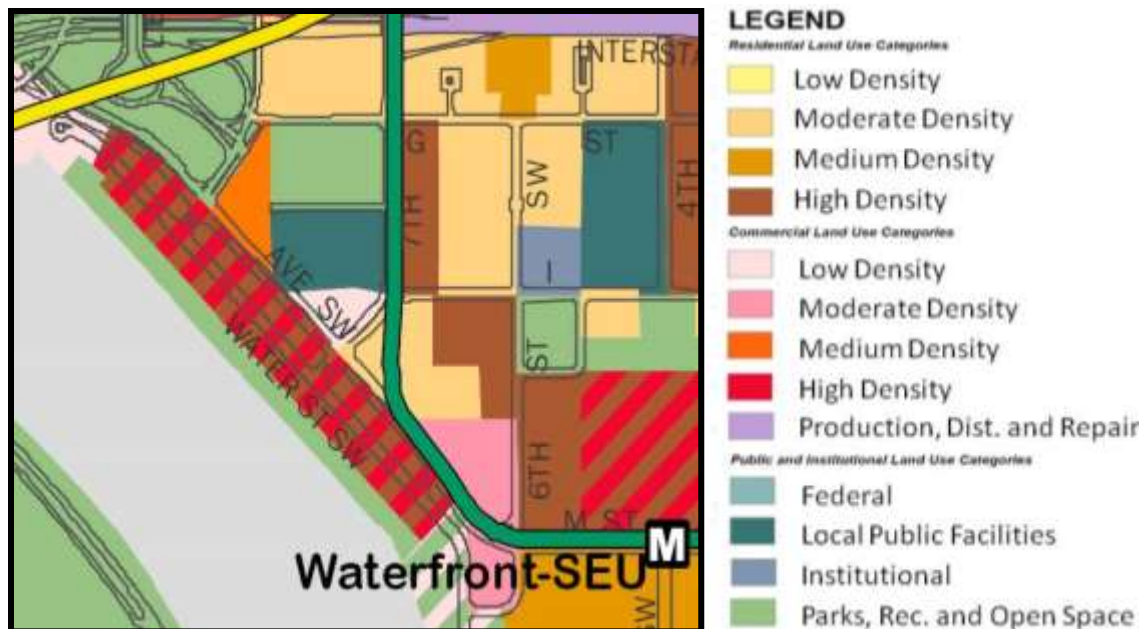 INTERSTA
G ST
SW
7TH
4TH
I
AVE SW
WATER ST SW
ST
6TH
M ST
M
Waterfront-SEU
SW
LEGEND
Residential Land Use Categories
Low Density
Moderate Density
Medium Density
High Density
Commercial Land Use Categories
Low Density
Moderate Density
Medium Density
High Density
Production, Dist. and Repair
Public and Institutional Land Use Categories
Federal
Local Public Facilities
Institutional
Parks, Rec. and Open Space